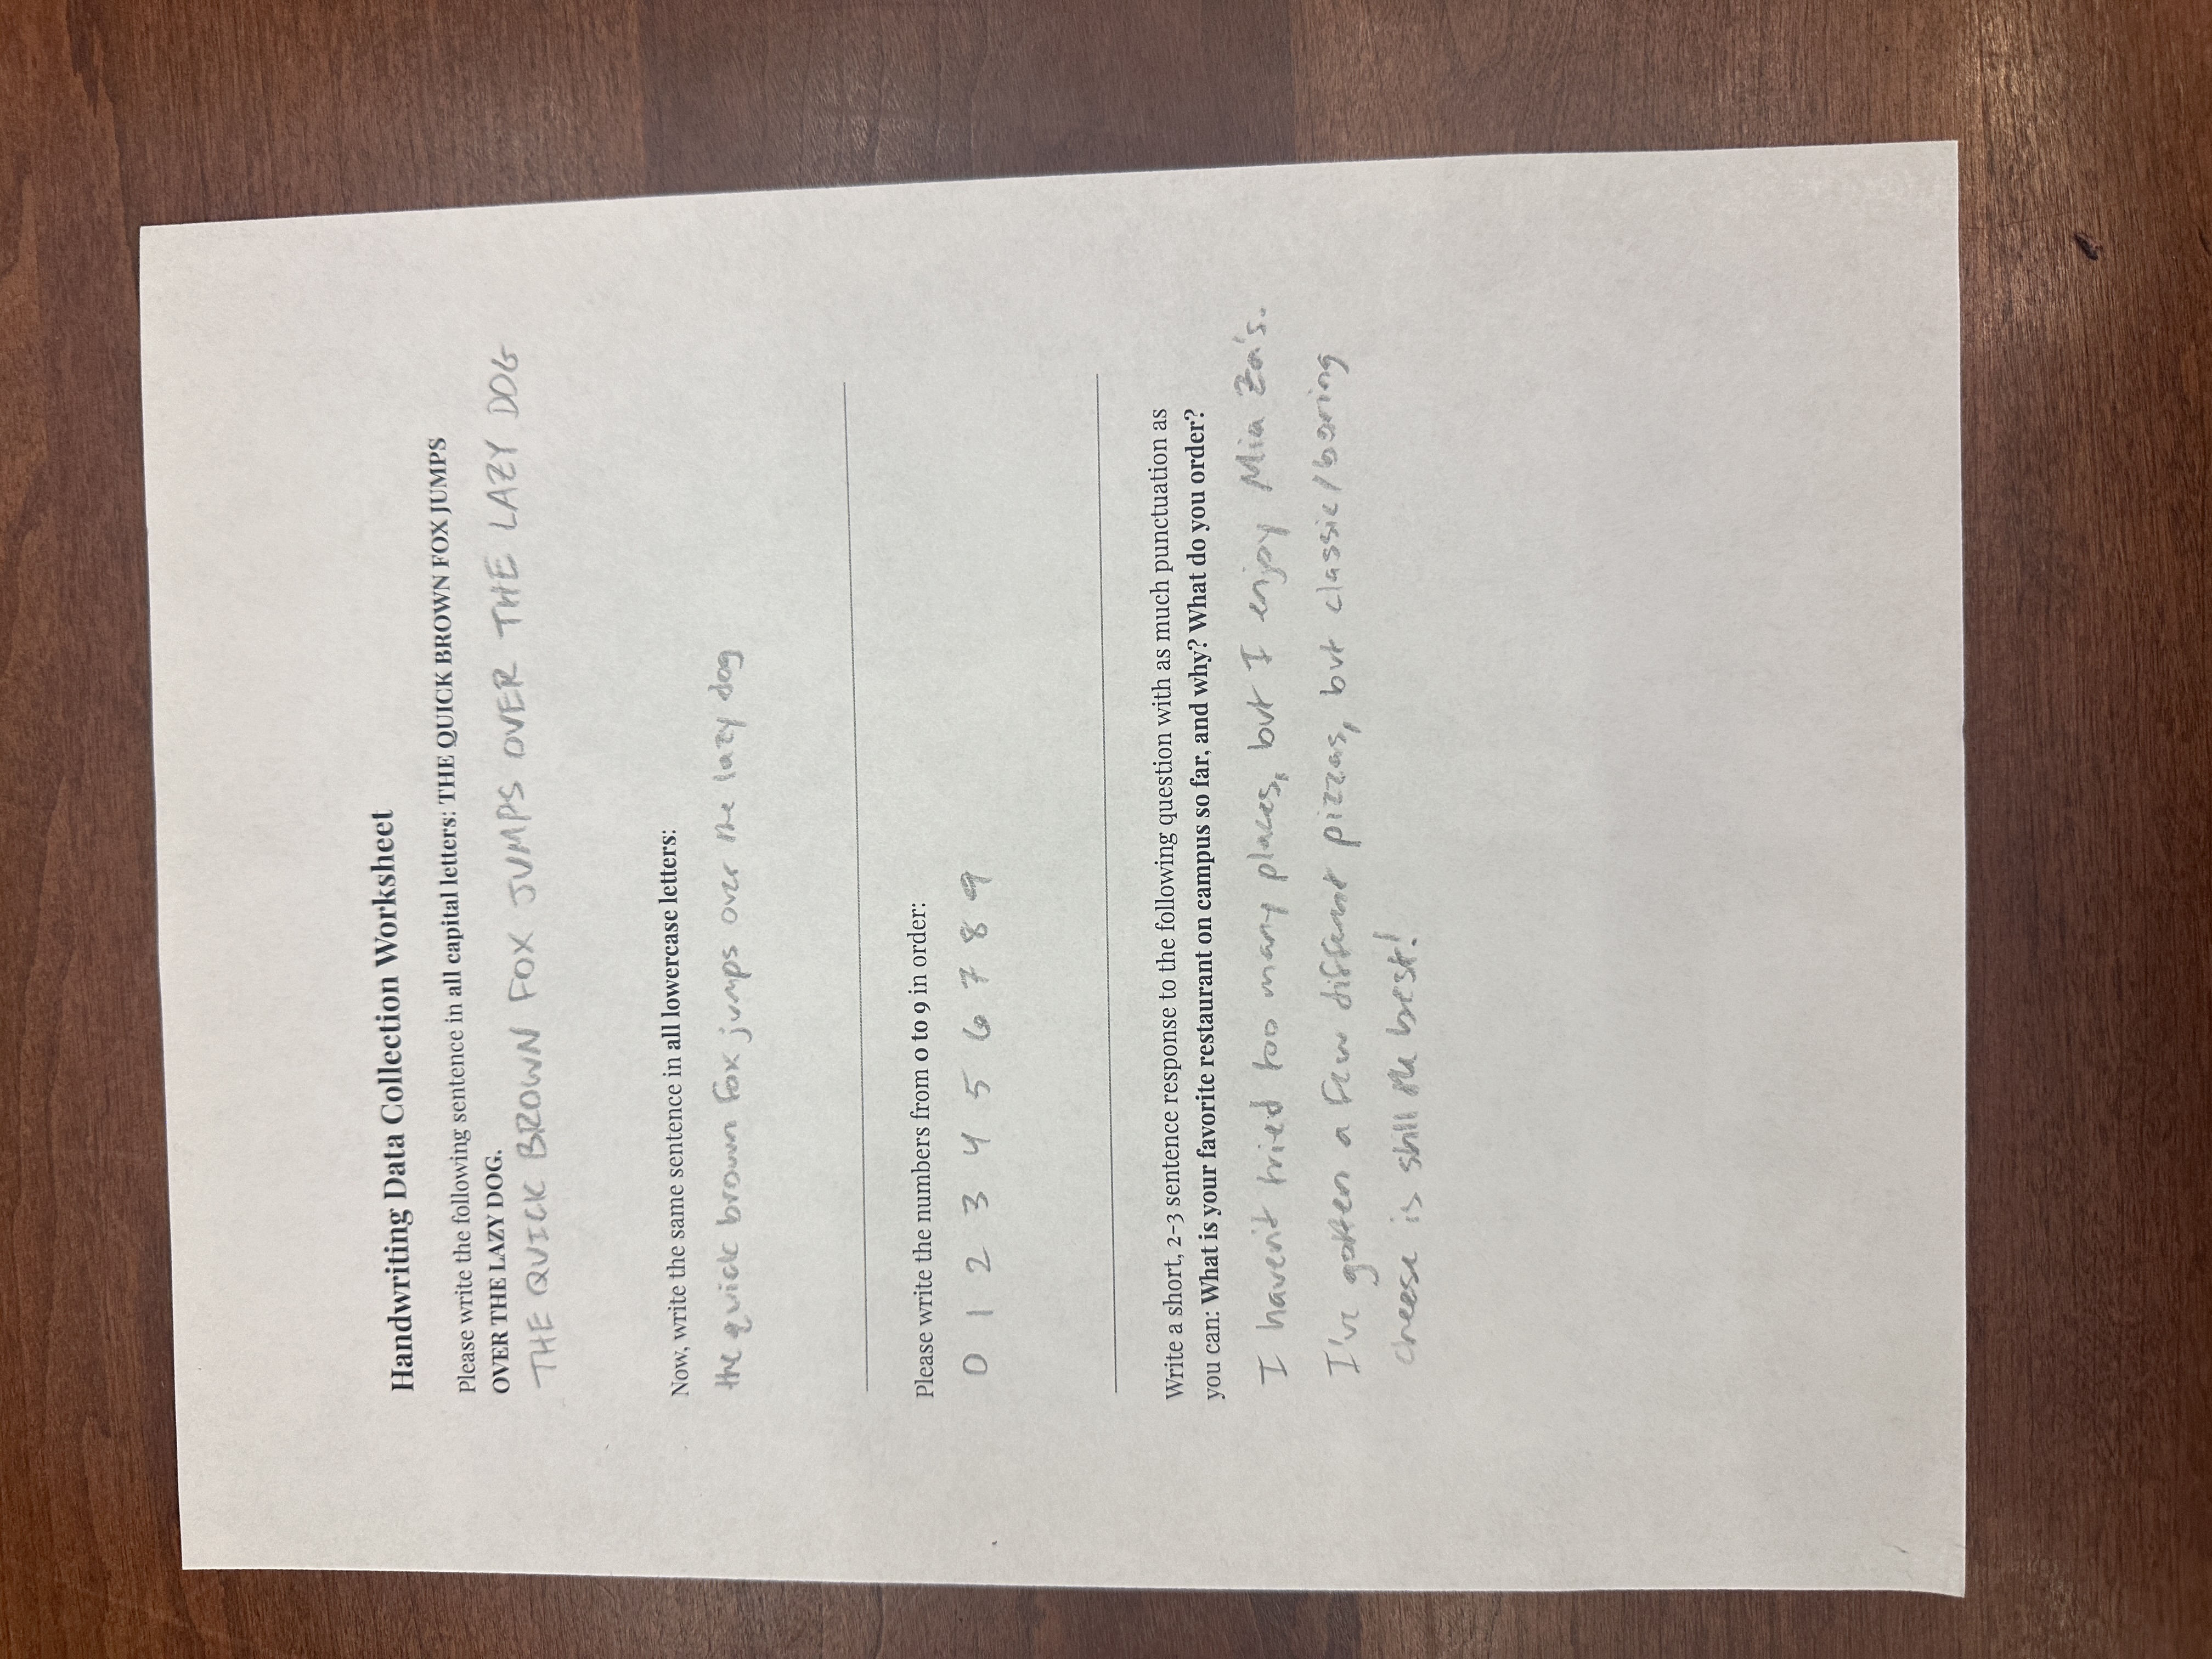 Handwriting Data Collection Worksheet
Please write the following sentence in all capital letters: THE QUICK BROWN FOX JUMPS
OVER THE LAZY DOG.
THE QUICK BROWN FOX JUMPS OVER THE LAZY DOG
Now, write the same sentence in all lowercase letters:
the quick brown fox jumps over the lazy dog
Please write the numbers from 0 to 9 in order:
0 1 2 3 4 5 6 7 8 9
Write a short, 2-3 sentence response to the following question with as much punctuation as
you can: What is your favorite restaurant on campus so far, and why? What do you order?
I haven't tried too many places, but I enjoy Mia Za's.
I've gotten a few different pizzas, but classic/boring
cheese is still the best!